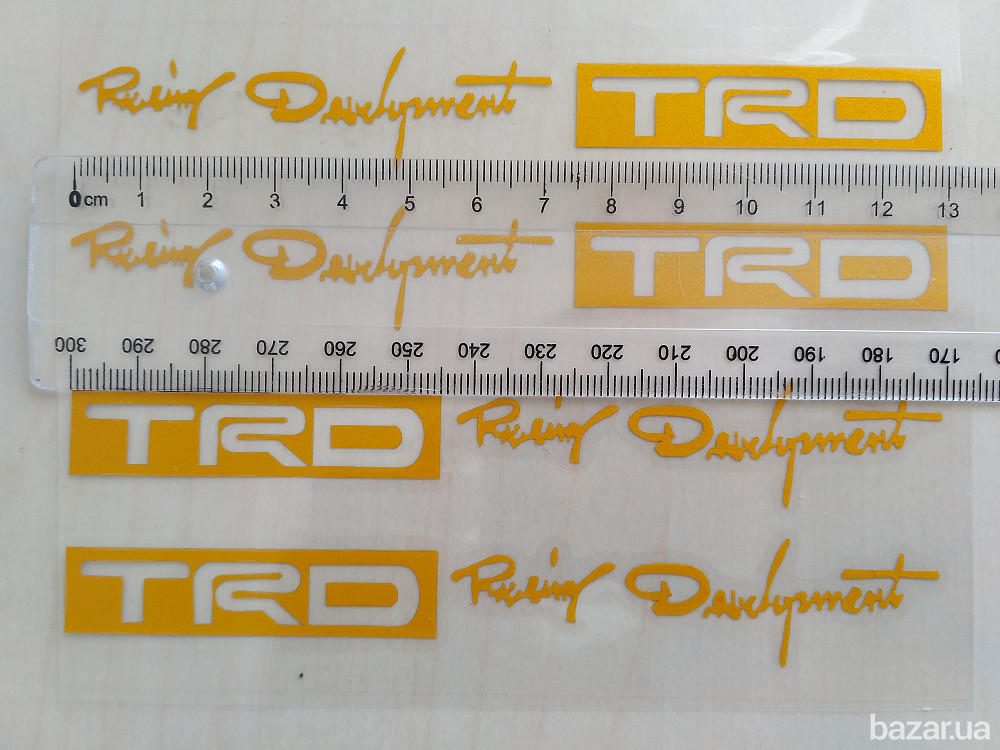 Racing Development TRD
0 cm 1 2 3 4 5 6 7 8 9 10 11 12 13
Racing Development TRD
300 290 280 270 260 250 240 230 220 210 200 190 180 170
TRD Racing Development
TRD Racing Development
bazar.ua